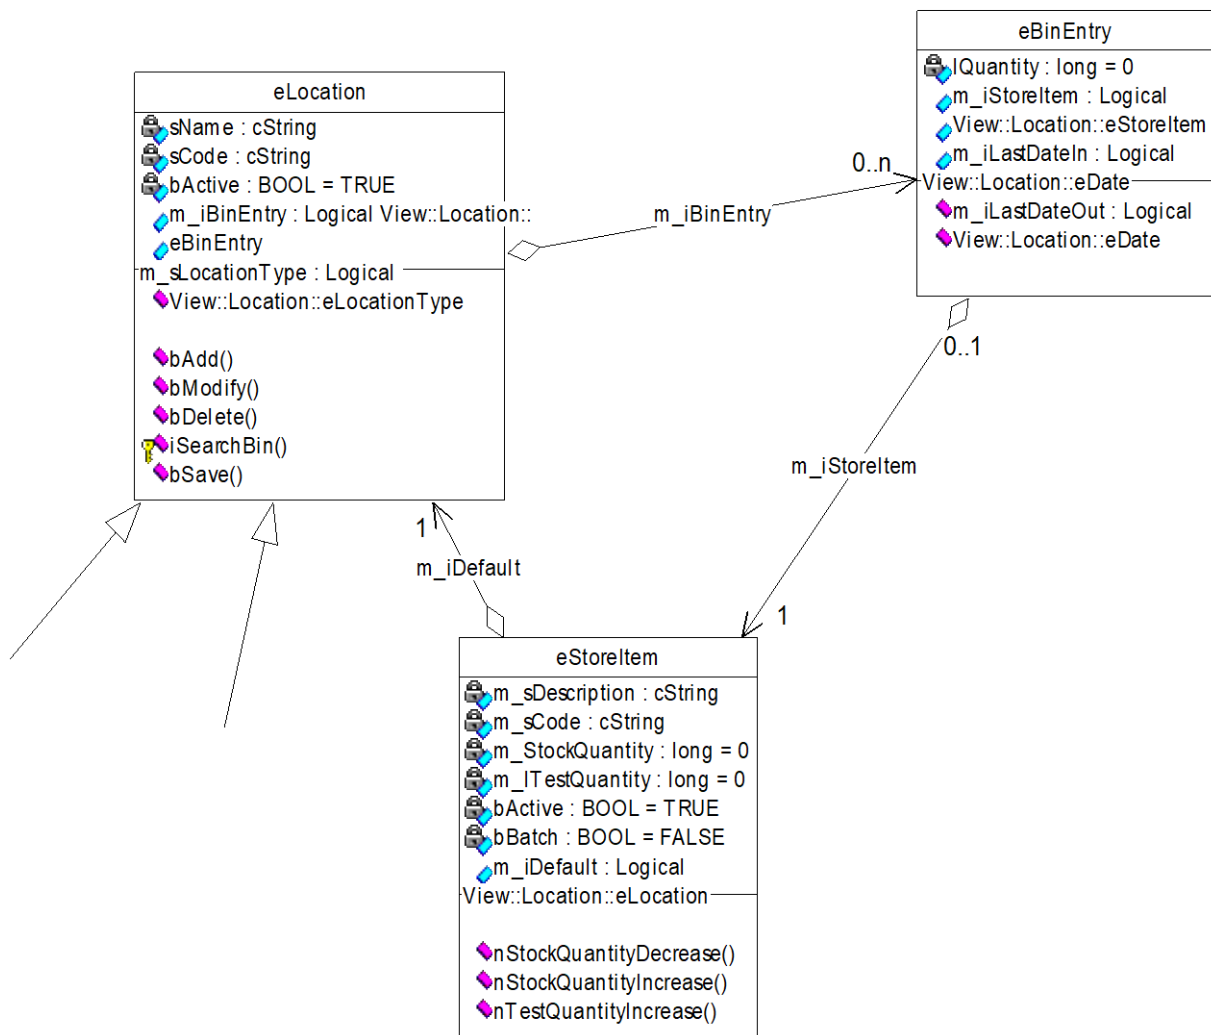 eLocation
sName : cString
sCode : cString
bActive : BOOL = TRUE
m_iBinEntry : Logical View::Location::
eBinEntry
m_sLocationType : Logical
View::Location::eLocationType
bAdd()
bModify()
bDelete()
iSearchBin()
bSave()
0..n
m_iBinEntry
eBinEntry
lQuantity : long = 0
m_iStoreItem : Logical
View::Location::eStoreItem
m_iLastDateIn : Logical
View::Location::eDate
m_iLastDateOut : Logical
View::Location::eDate
0..1
m_iStoreItem
1
1
m_iDefault
eStoreItem
m_sDescription : cString
m_sCode : cString
m_StockQuantity : long = 0
m_lTestQuantity : long = 0
bActive : BOOL = TRUE
bBatch : BOOL = FALSE
m_iDefault : Logical
View::Location::eLocation
nStockQuantityDecrease()
nStockQuantityIncrease()
nTestQuantityIncrease()